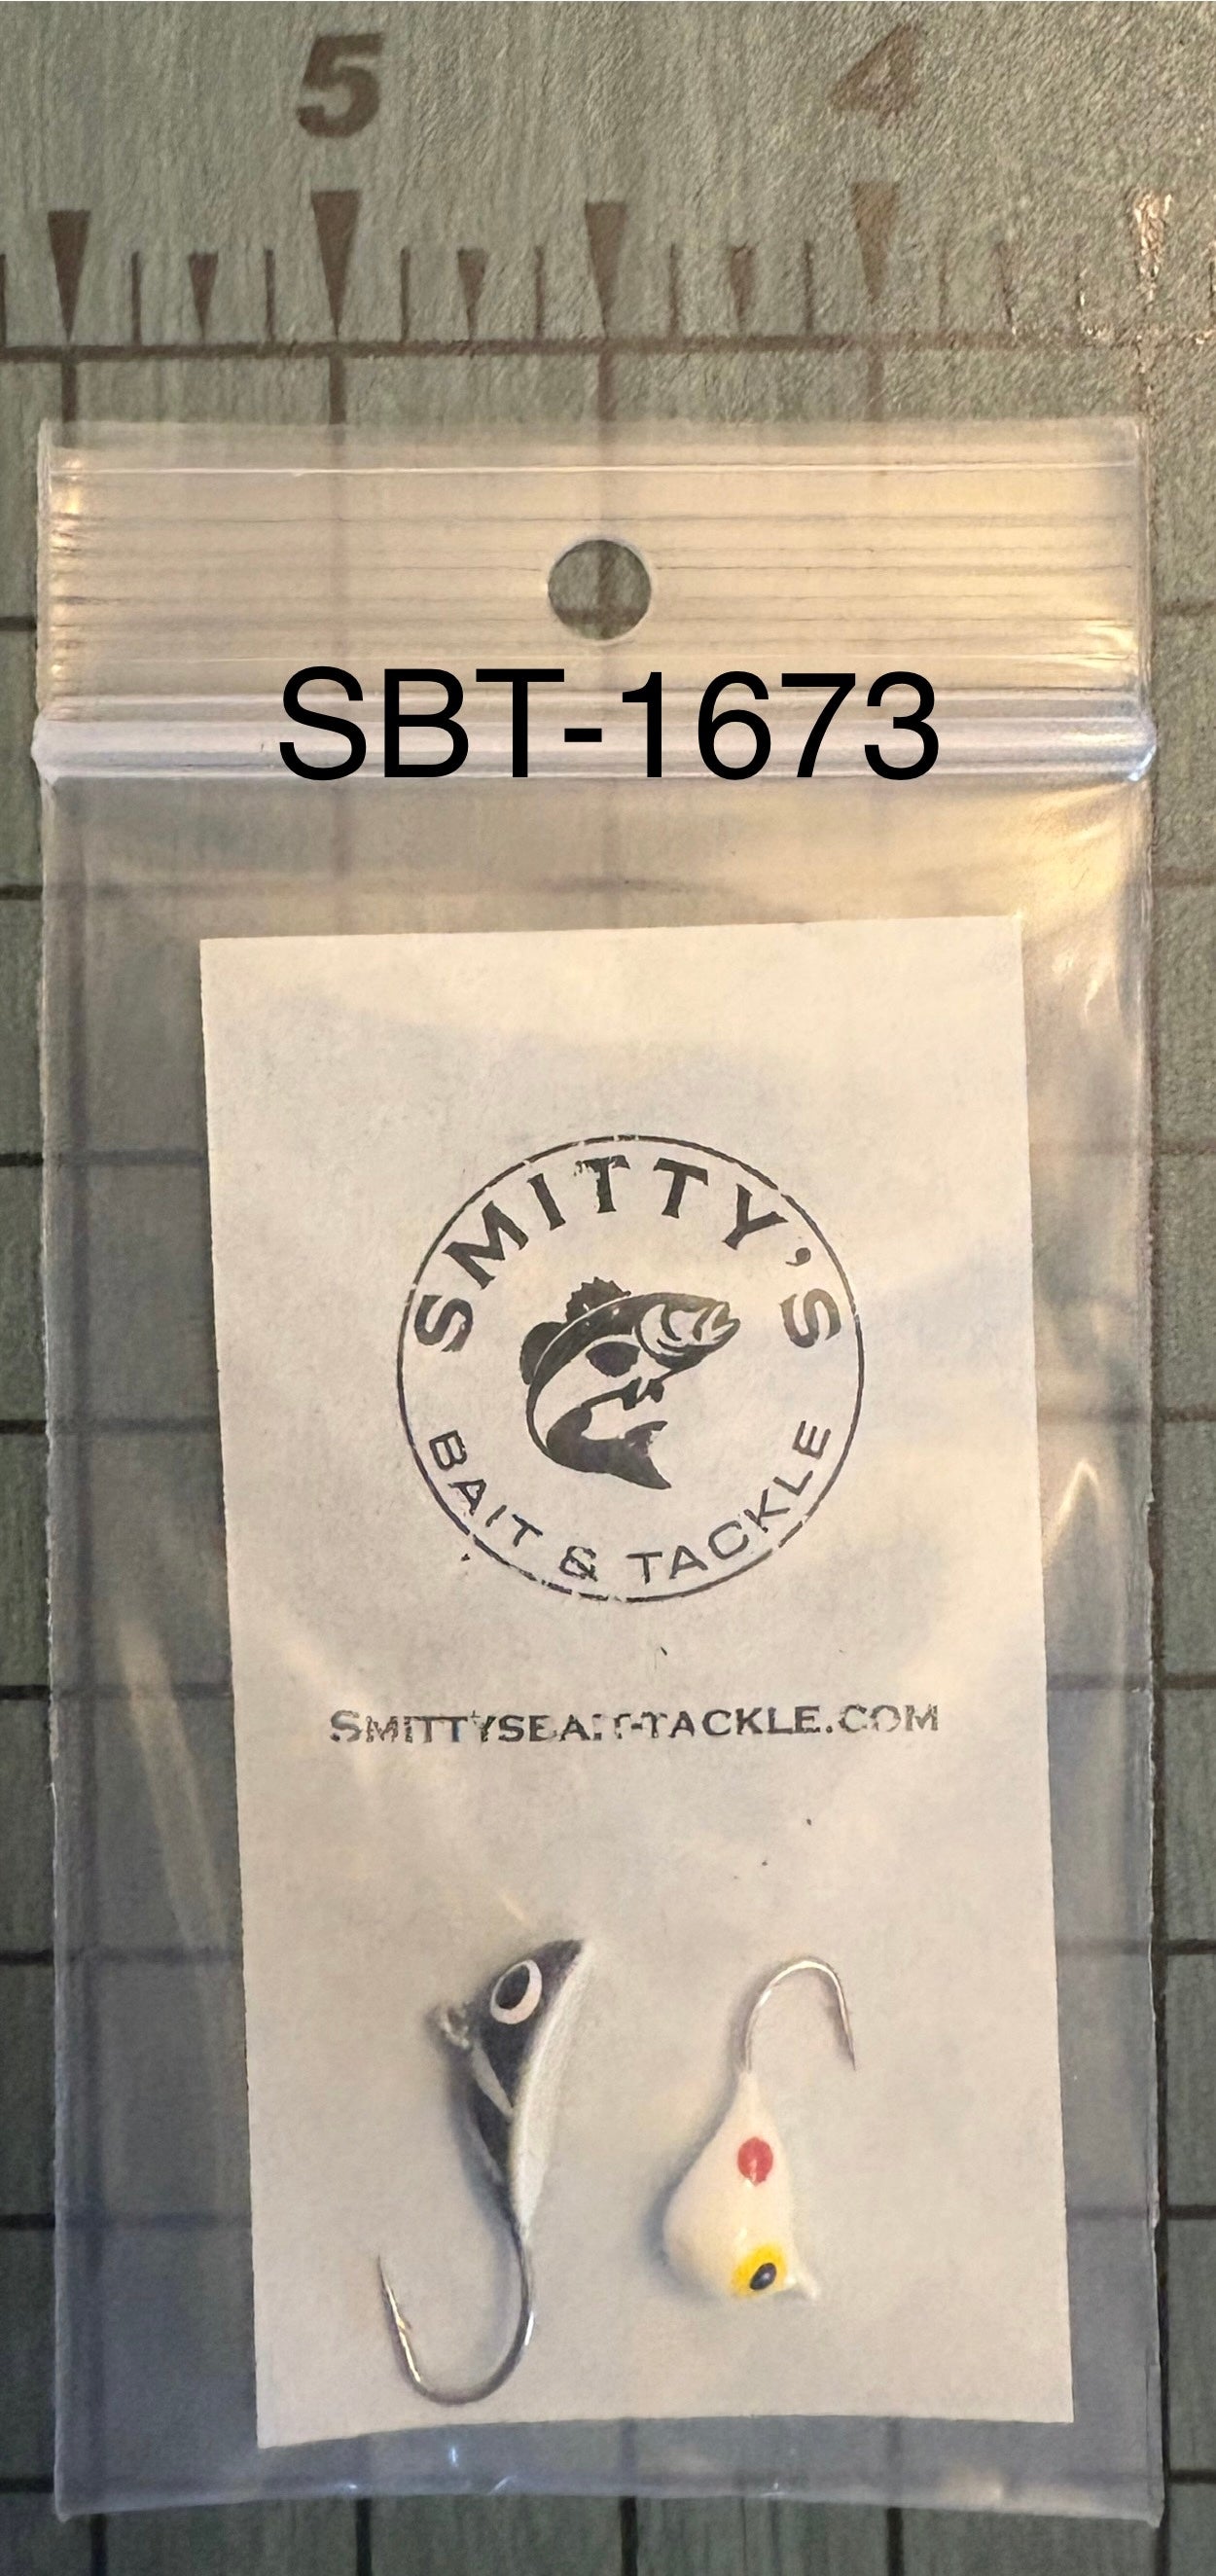 5 4
SBT-1673
SMITTY'S
BAIT & TACKLE
SMITTYSBAIT-TACKLE.COM